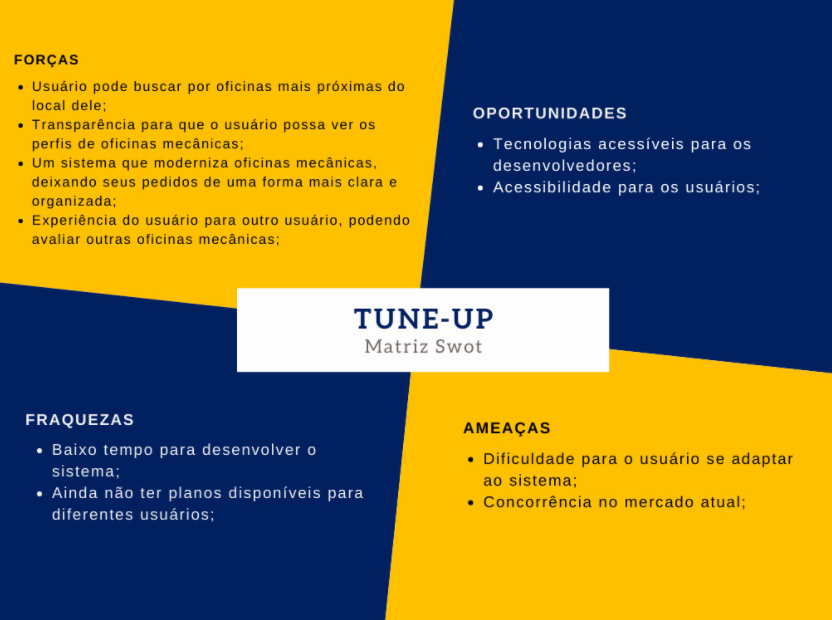 FORÇAS
• Usuário pode buscar por oficinas mais próximas do
local dele;
• Transparência para que o usuário possa ver os
perfis de oficinas mecânicas;
• Um sistema que moderniza oficinas mecânicas,
deixando seus pedidos de uma forma mais clara e
organizada;
• Experiência do usuário para outro usuário, podendo
avaliar outras oficinas mecânicas;
OPORTUNIDADES
• Tecnologias acessíveis para os
desenvolvedores;
• Acessibilidade para os usuários;
TUNE-UP
Matriz Swot
FRAQUEZAS
• Baixo tempo para desenvolver o
sistema;
• Ainda não ter planos disponíveis para
diferentes usuários;
AMEAÇAS
• Dificuldade para o usuário se adaptar
ao sistema;
• Concorrência no mercado atual;